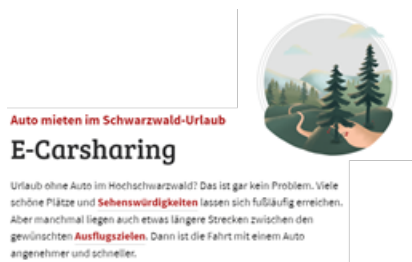 Auto mieten im Schwarzwald-Urlaub
E-Carsharing
Urlaub ohne Auto im Hochschwarzwald? Das ist gar kein Problem. Viele
schöne Plätze und Sehenswürdigkeiten lassen sich fußläufig erreichen.
Aber manchmal liegen auch etwas längere Strecken zwischen den
gewünschten Ausflugszielen. Dann ist die Fahrt mit einem Auto
angenehmer und schneller.